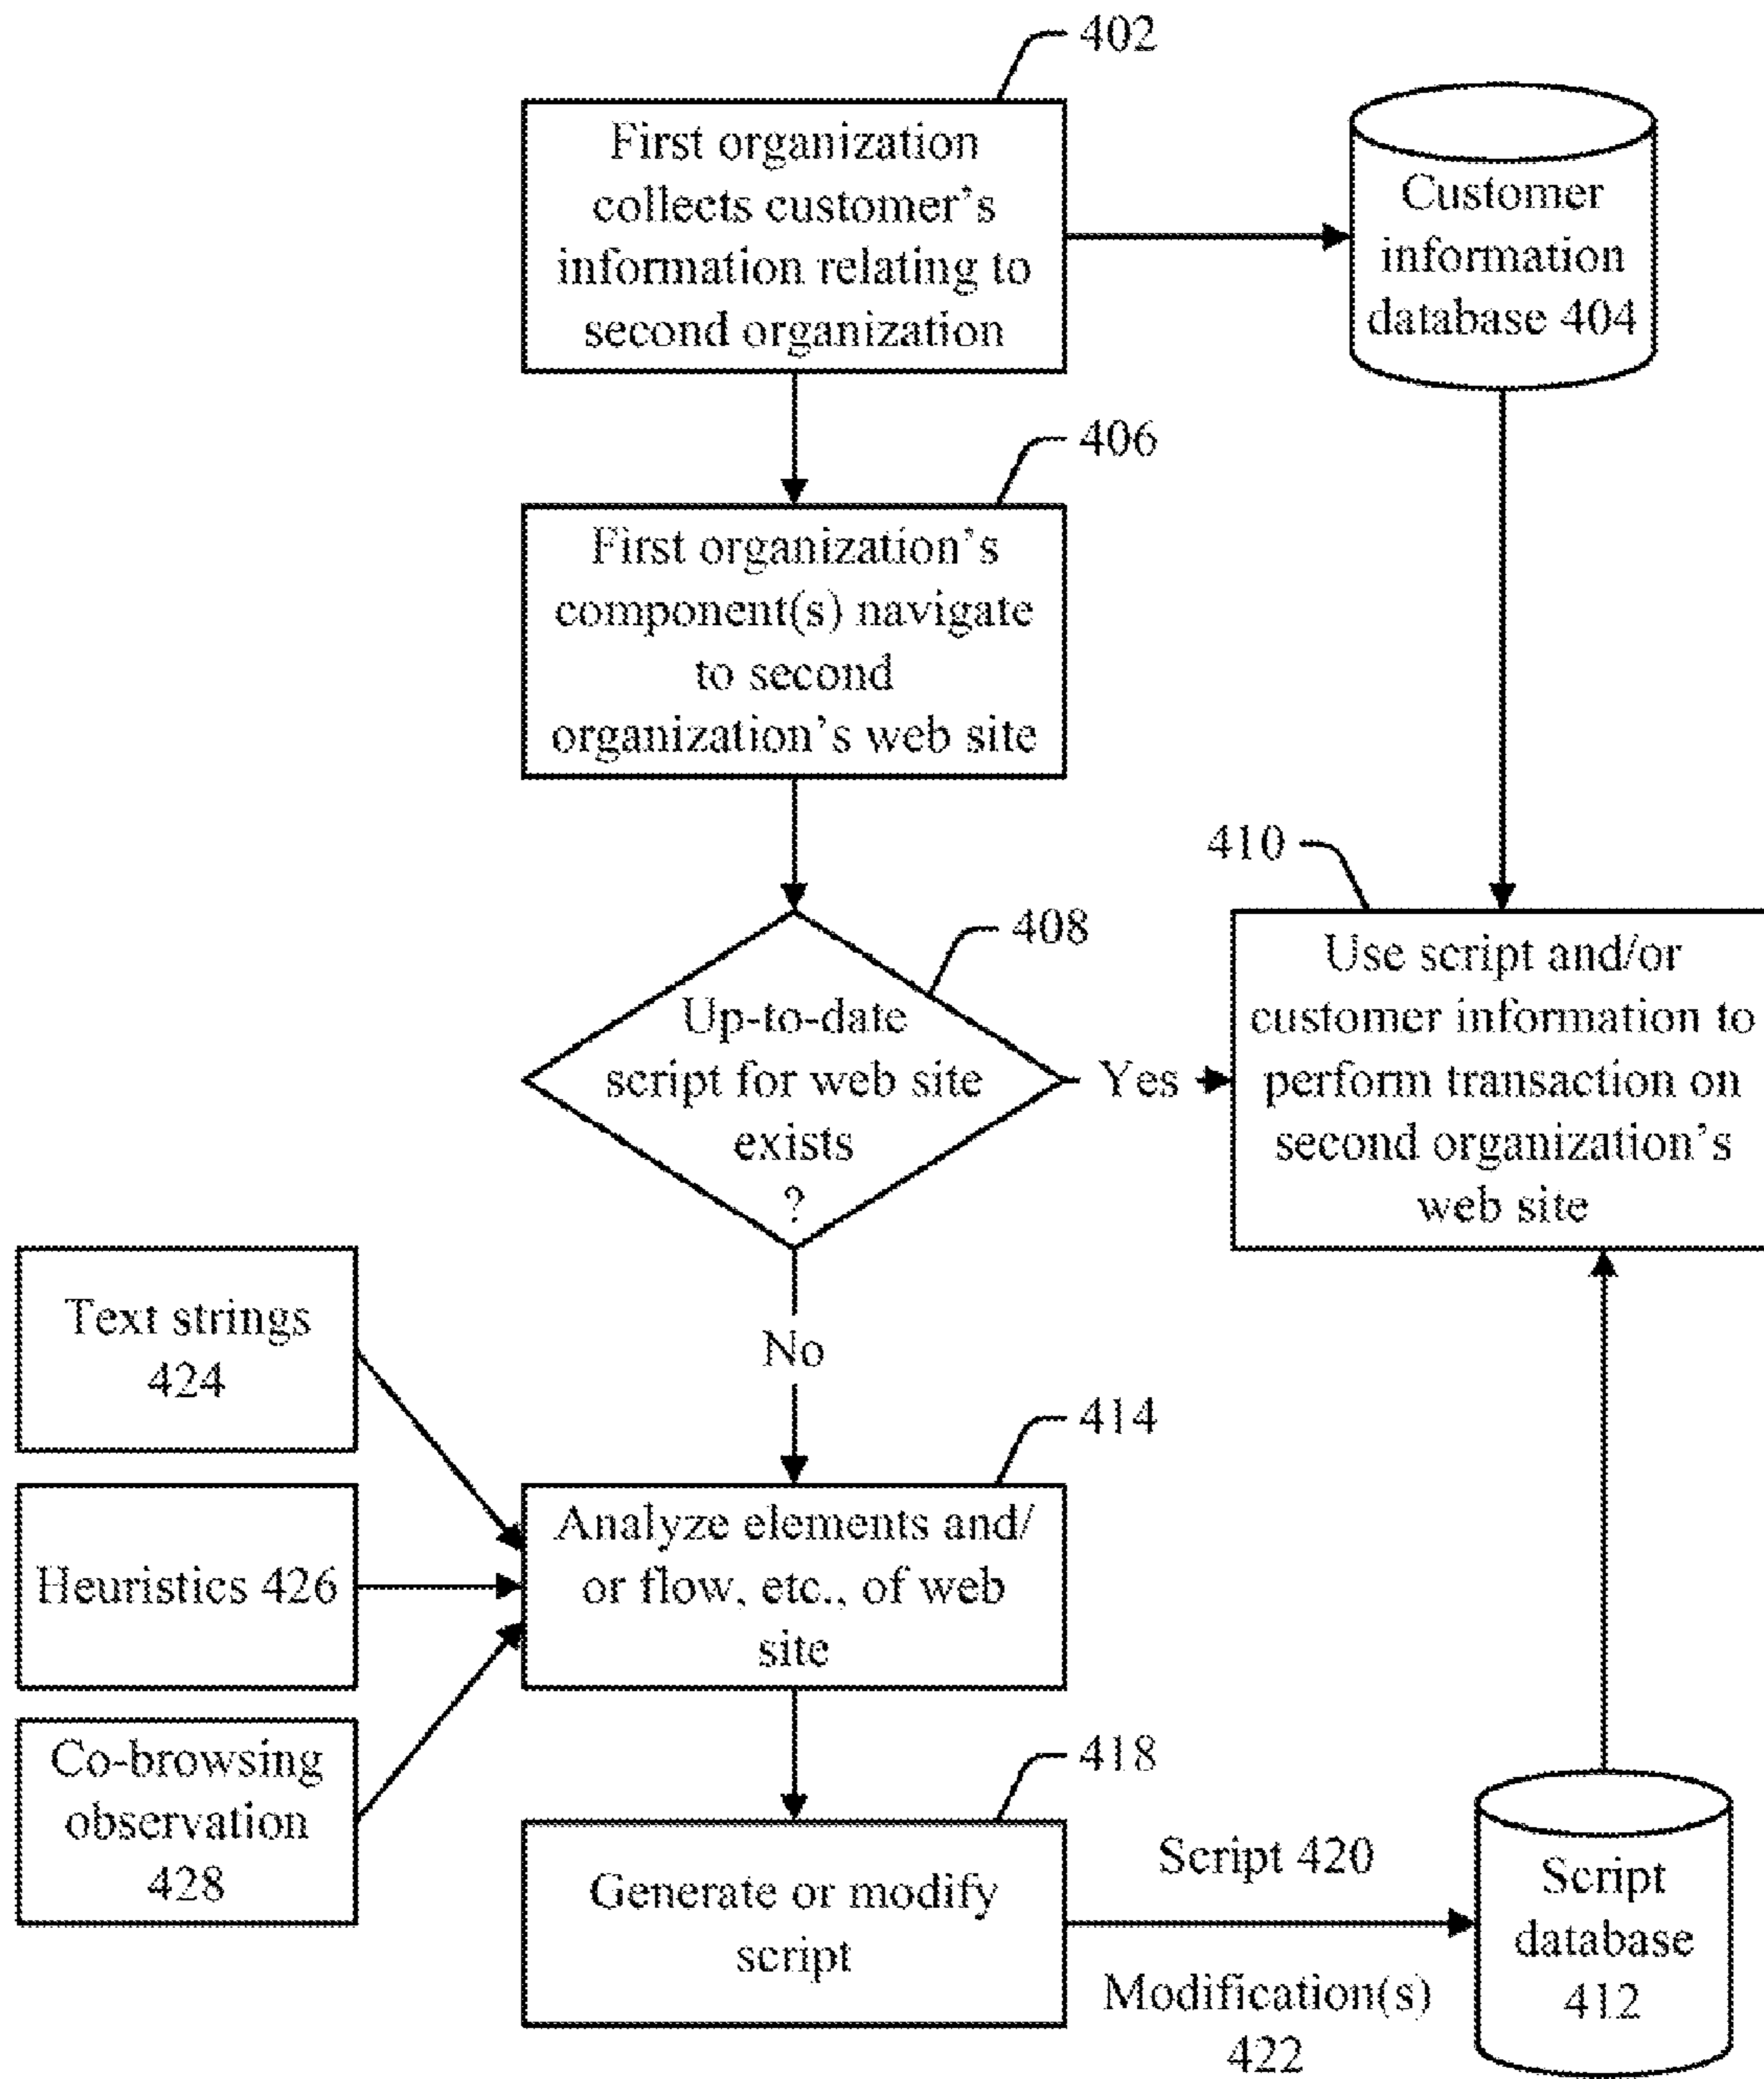 402
First organization
collects customer's
information relating to
second organization
Customer
information
database 404
406
First organization's
component(s) navigate
to second
organization's web site
408
Up-to-date
script for web site
exists
?
Yes
410
Use script and/or
customer information to
perform transaction on
second organization's
web site
No
Text strings
424
Heuristics 426
Co-browsing
observation
428
414
Analyze elements and/
or flow, etc., of web
site
418
Generate or modify
script
Script 420
Modification(s)
422
Script
database
412